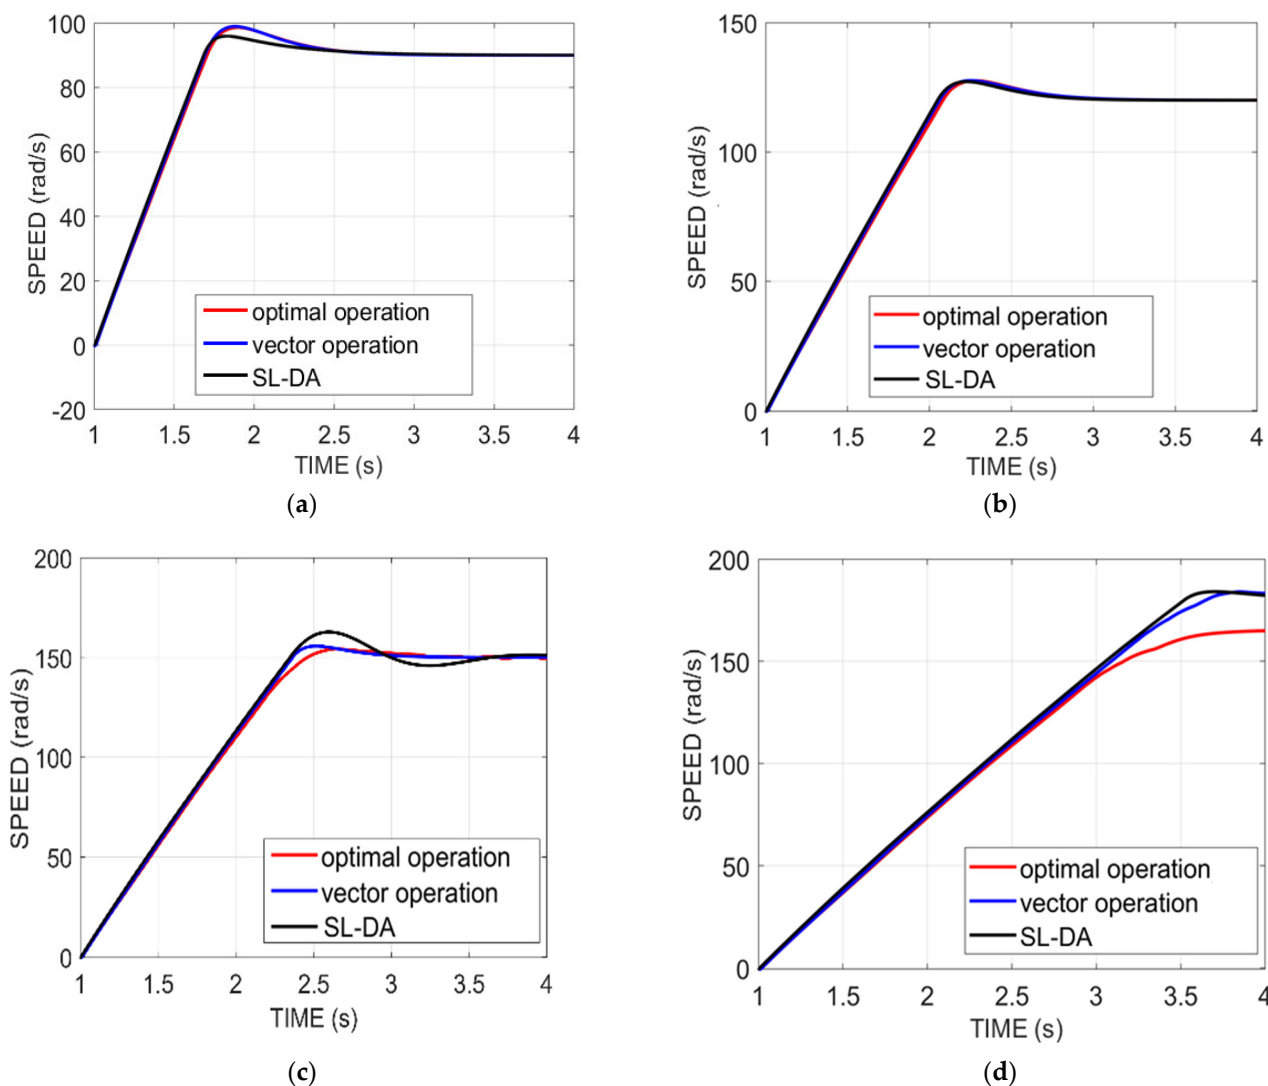 100
80
60
40
20
0
-20
SPEED (rad/s)
optimal operation
vector operation
SL-DA
1 1.5 2 2.5 3 3.5 4
TIME (s)
(a)
150
100
50
0
SPEED (rad/s)
optimal operation
vector operation
SL-DA
1 1.5 2 2.5 3 3.5 4
TIME (s)
(b)
200
150
100
50
0
SPEED (rad/s)
optimal operation
vector operation
SL-DA
1 1.5 2 2.5 3 3.5 4
TIME (s)
(c)
200
150
100
50
0
SPEED (rad/s)
optimal operation
vector operation
SL-DA
1 1.5 2 2.5 3 3.5 4
TIME (s)
(d)